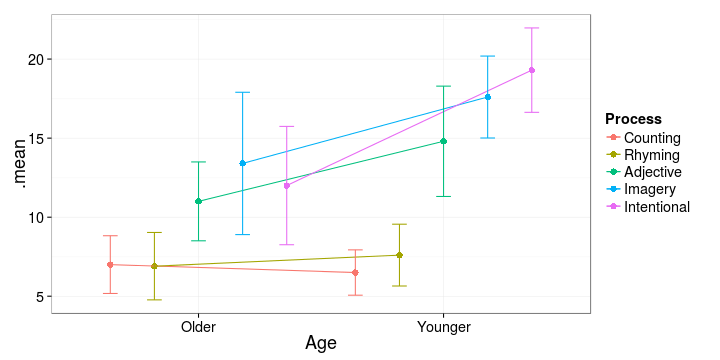 .mean
20
15
10
5
Older
Younger
Age
Process
Counting
Rhyming
Adjective
Imagery
Intentional